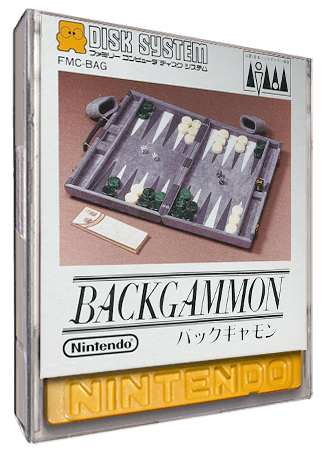 DISK SYSTEM
ファミリー コンピュータ ディスク システム
FMC-BAG
BACKGAMMON
Nintendo
バックギャモン
NINTENDO